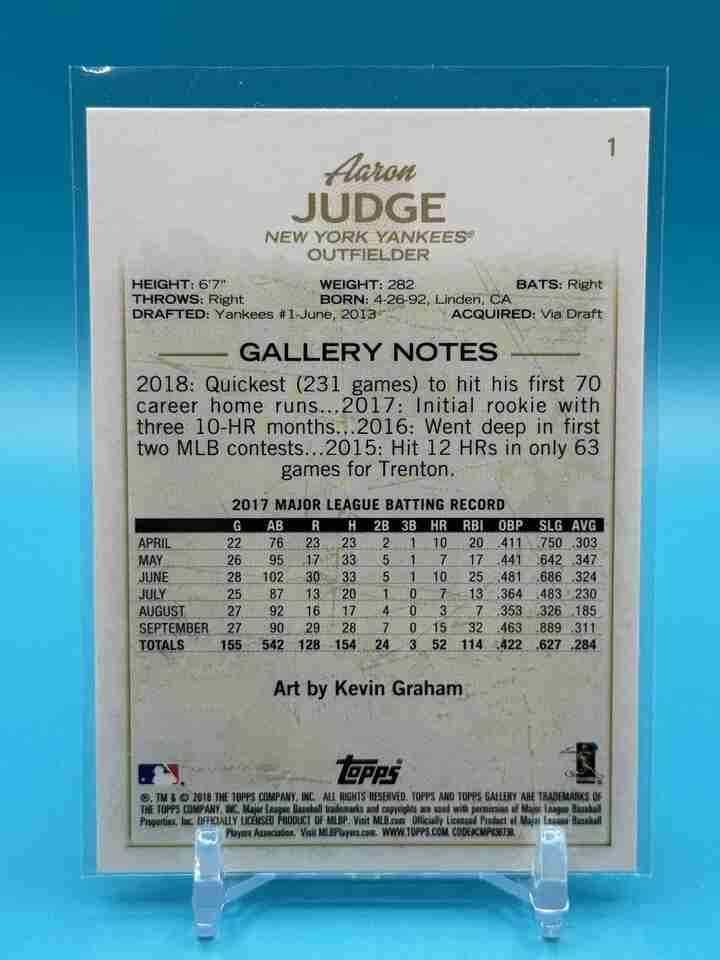 1
Aaron
JUDGE
NEW YORK YANKEES®
OUTFIELDER
HEIGHT: 6'7" WEIGHT: 282 BATS: Right
THROWS: Right BORN: 4-26-92, Linden, CA
DRAFTED: Yankees #1-June, 2013 ACQUIRED: Via Draft
GALLERY NOTES
2018: Quickest (231 games) to hit his first 70
career home runs...2017: Initial rookie with
three 10-HR months...2016: Went deep in first
two MLB contests...2015: Hit 12 HRs in only 63
games for Trenton.
2017 MAJOR LEAGUE BATTING RECORD
G AB R H 2B 3B HR RBI OBP SLG AVG
APRIL 22 76 23 23 2 1 10 20 .411 .750 .303
MAY 26 95 17 33 5 1 7 17 .441 .642 .347
JUNE 28 102 30 33 5 1 10 25 .481 .686 .324
JULY 25 87 13 20 1 0 7 13 .364 .483 .230
AUGUST 27 92 16 17 4 0 3 7 .353 .326 .185
SEPTEMBER 27 90 29 28 7 0 15 32 .463 .889 .311
TOTALS 155 542 128 154 24 3 52 114 .422 .627 .284
Art by Kevin Graham
Topps
®, TM & © 2018 THE TOPPS COMPANY, INC. ALL RIGHTS RESERVED. TOPPS AND TOPPS GALLERY ARE TRADEMARKS OF
THE TOPPS COMPANY, INC. Major League Baseball trademarks and copyrights are used with permission of Major League Baseball
Properties, Inc. OFFICIALLY LICENSED PRODUCT OF MLBP. Visit MLB.com Officially Licensed Product of Major League Baseball
Players Association. Visit MLBPlayers.com. WWW.TOPPS.COM.